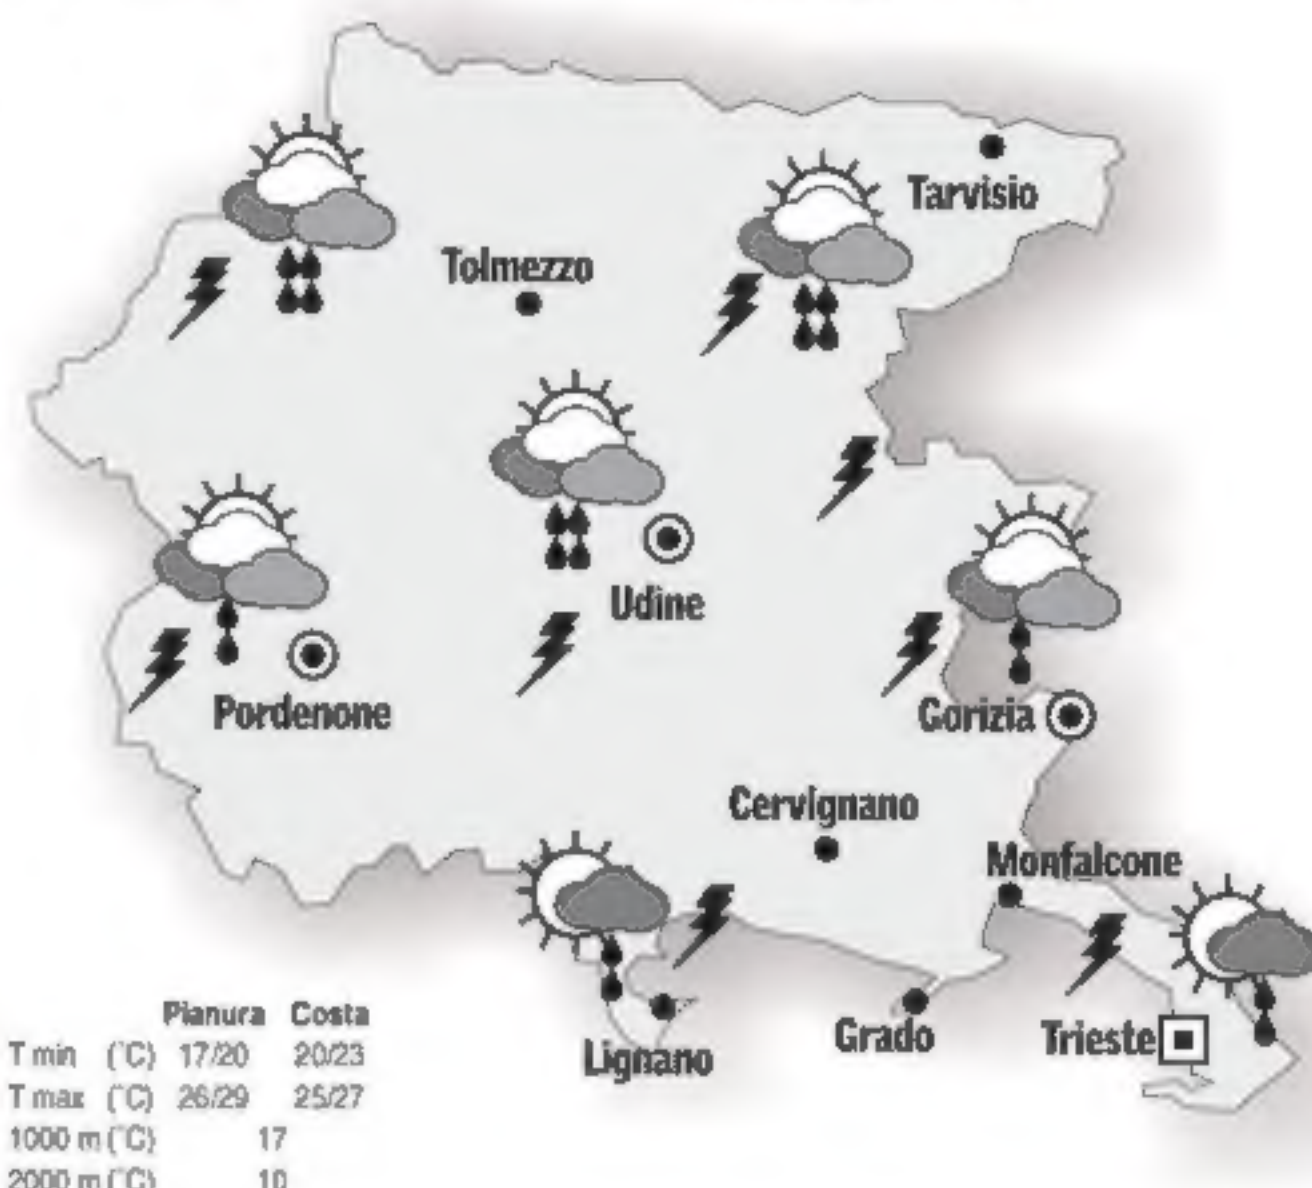 Tarvisio
Tolmezzo
Udine
Pordenone
Gorizia
Cervignano
Monfalcone
Grado
Trieste
Lignano
Pianura Costa
T min (°C) 17/20 20/23
T max (°C) 26/29 25/27
1000 m (°C) 17
2000 m (°C) 10